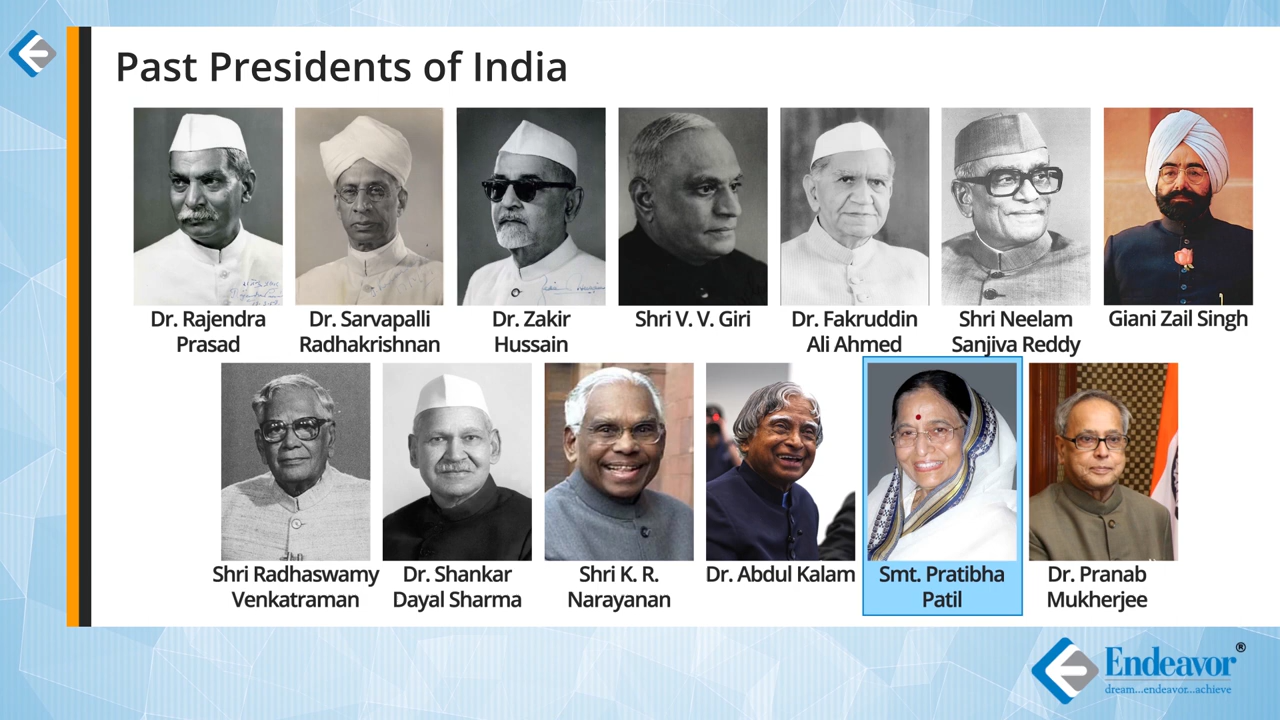 Past Presidents of India
Dr. Rajendra
Prasad
Dr. Sarvapalli
Radhakrishnan
Dr. Zakir
Hussain
Shri V. V. Giri
Dr. Fakruddin
Ali Ahmed
Shri Neelam
Sanjiva Reddy
Giani Zail Singh
Shri Radhaswamy
Venkatraman
Dr. Shankar
Dayal Sharma
Shri K. R.
Narayanan
Dr. Abdul Kalam
Smt. Pratibha
Patil
Dr. Pranab
Mukherjee
Endeavor®
dream...endeavor...achieve